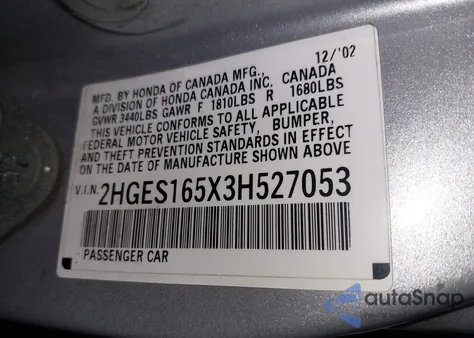 12/'02
MFD. BY HONDA OF CANADA MFG.,
A DIVISION OF HONDA CANADA INC, CANADA
GVWR 3440LBS GAWR F 1810LBS R 1680LBS
THIS VEHICLE CONFORMS TO ALL APPLICABLE
FEDERAL MOTOR VEHICLE SAFETY, BUMPER,
AND THEFT PREVENTION STANDARDS IN EFFECT
ON THE DATE OF MANUFACTURE SHOWN ABOVE
V.I.N. 2HGES165X3H527053
PASSENGER CAR
autaSnap